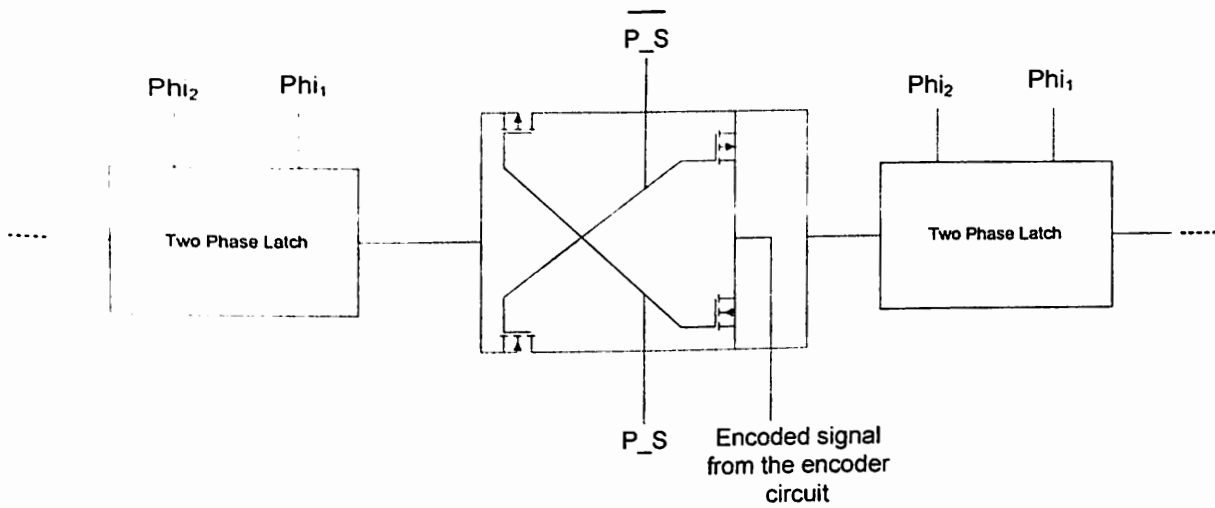 P_S
Phi₂
Phi₁
Phi₂
Phi₁
Two Phase Latch
Two Phase Latch
P_S
Encoded signal
from the encoder
circuit